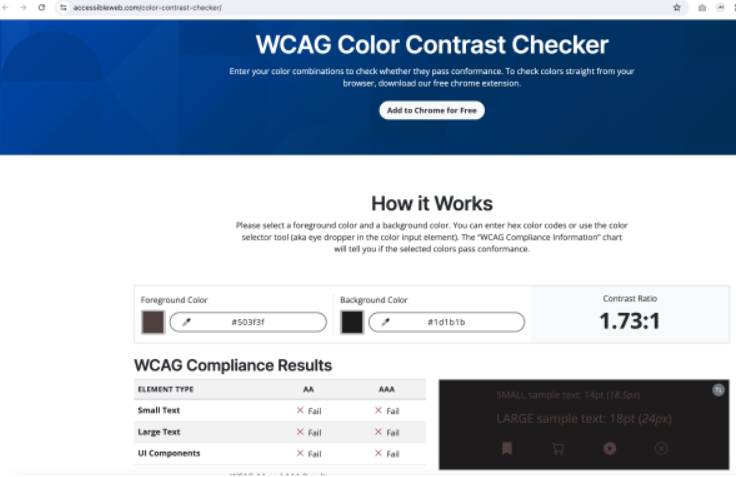 accessibleweb.com/color-contrast-checker/
WCAG Color Contrast Checker
Enter your color combinations to check whether they pass conformance. To check colors straight from your
browser, download our free chrome extension.
Add to Chrome for Free
How it Works
Please select a foreground color and a background color. You can enter hex color codes or use the color
selector tool (aka eye dropper in the color input element). The "WCAG Compliance Information" chart
will tell you if the selected colors pass conformance.
Foreground Color
#503f3f
Background Color
#1d1b1b
Contrast Ratio
1.73:1
WCAG Compliance Results
ELEMENT TYPE AA AAA
Small Text Fail Fail
Large Text Fail Fail
UI Components Fail Fail
SMALL sample text: 14pt (18.5px)
LARGE sample text: 18pt (24px)